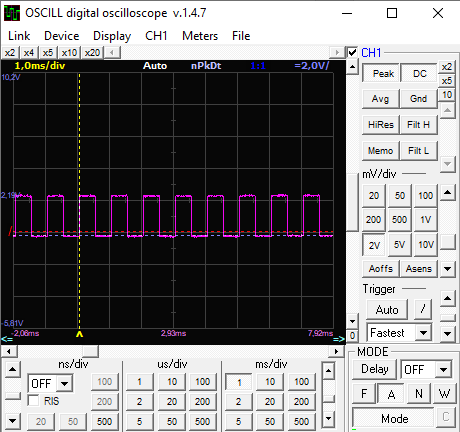 OSCILL digital oscilloscope v.1.4.7
Link Device Display CH1 Meters File
x2 x4 x5 x10 x20
CH1
1,0ms/div Auto nPkDt L:L =2,0V/
10,2V
2,19V
-5,81V
-2,06ms 2,93ms 7,92ms
<= A =>
Peak DC x2
x5
Avg Gnd 10
HiRes Filt H
Memo Filt L
mV/div
20 50 100
200 500 1V
2V 5V 10V
Aoffs Asens
Trigger
Auto /
Fastest
0
MODE
Delay OFF
F A N W
Mode C
ns/div us/div ms/div
OFF 100 1 10 100 1 10 100
RIS 200 2 20 200 2 20 200
20 50 500 5 50 500 5 50 500